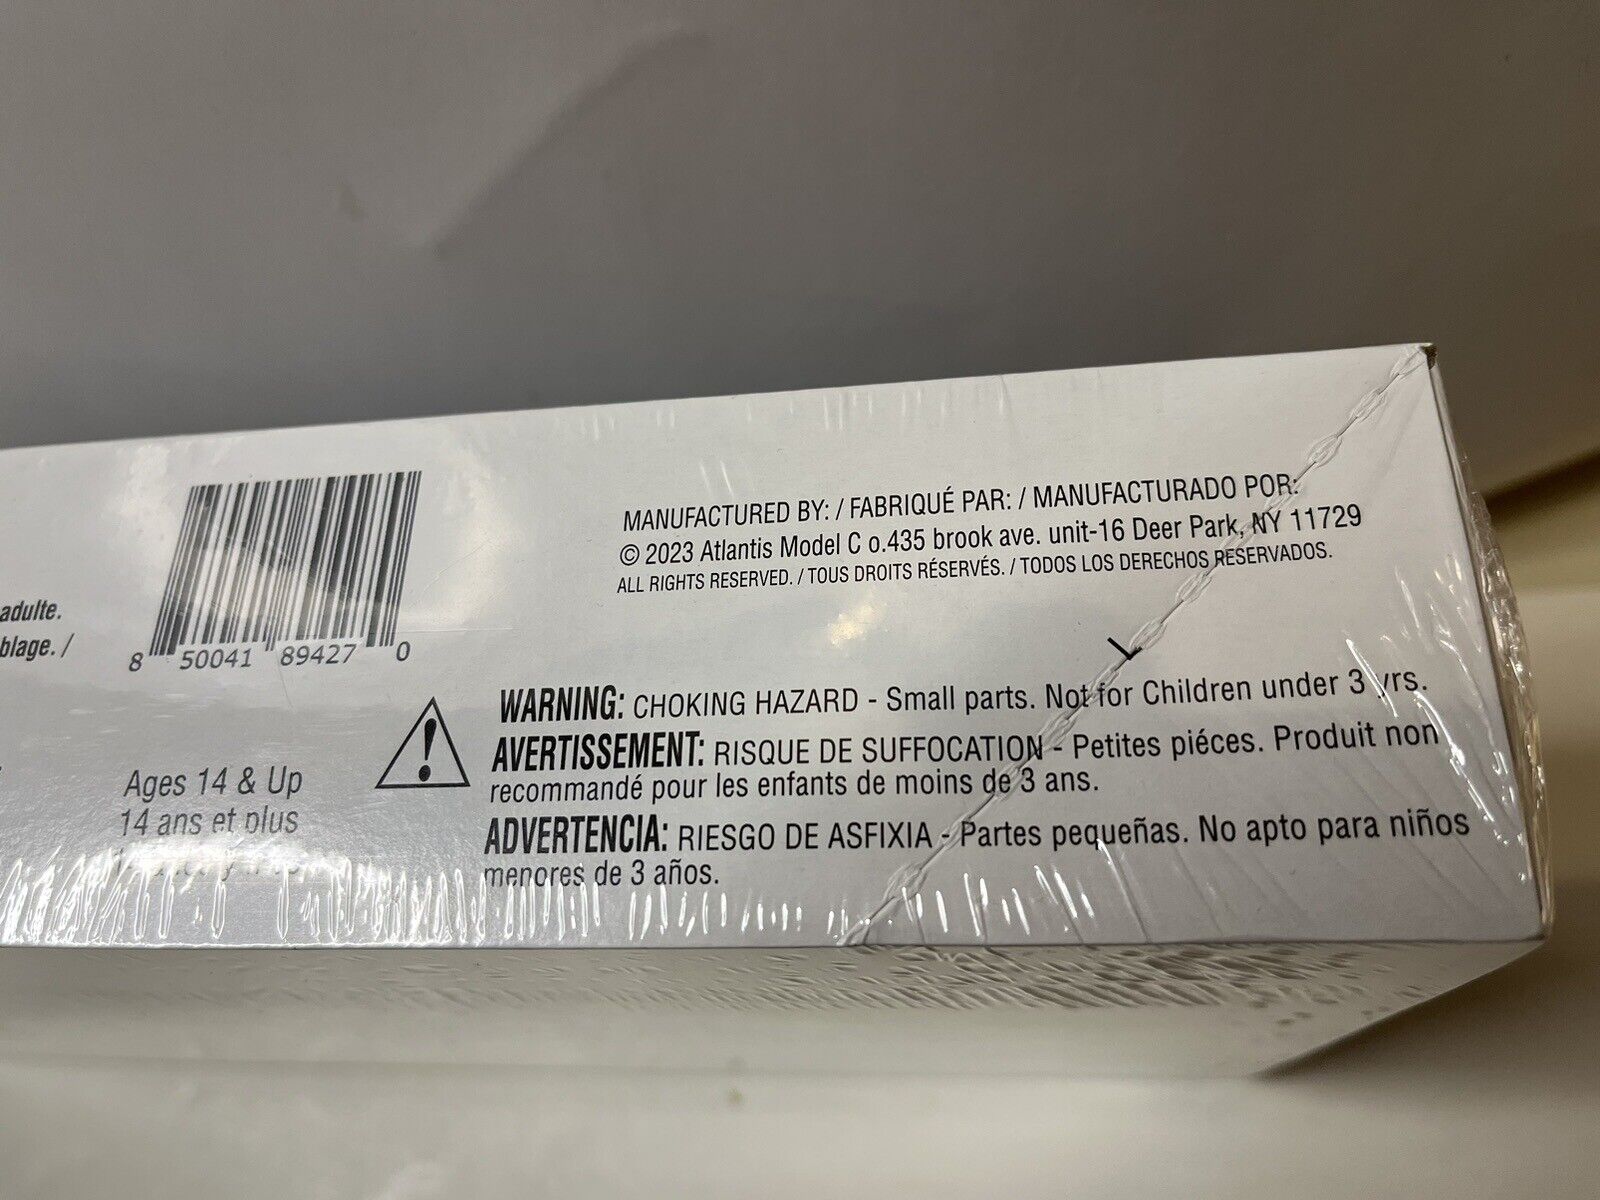 adulte.
blage. /
8 50041 89427 0
MANUFACTURED BY: / FABRIQUÉ PAR: / MANUFACTURADO POR:
© 2023 Atlantis Model C o.435 brook ave. unit-16 Deer Park, NY 11729
ALL RIGHTS RESERVED. / TOUS DROITS RÉSERVÉS. / TODOS LOS DERECHOS RESERVADOS.
Ages 14 & Up
14 ans et plus
WARNING: CHOKING HAZARD - Small parts. Not for Children under 3 yrs.
AVERTISSEMENT: RISQUE DE SUFFOCATION - Petites piéces. Produit non
recommandé pour les enfants de moins de 3 ans.
ADVERTENCIA: RIESGO DE ASFIXIA - Partes pequeñas. No apto para niños
menores de 3 años.